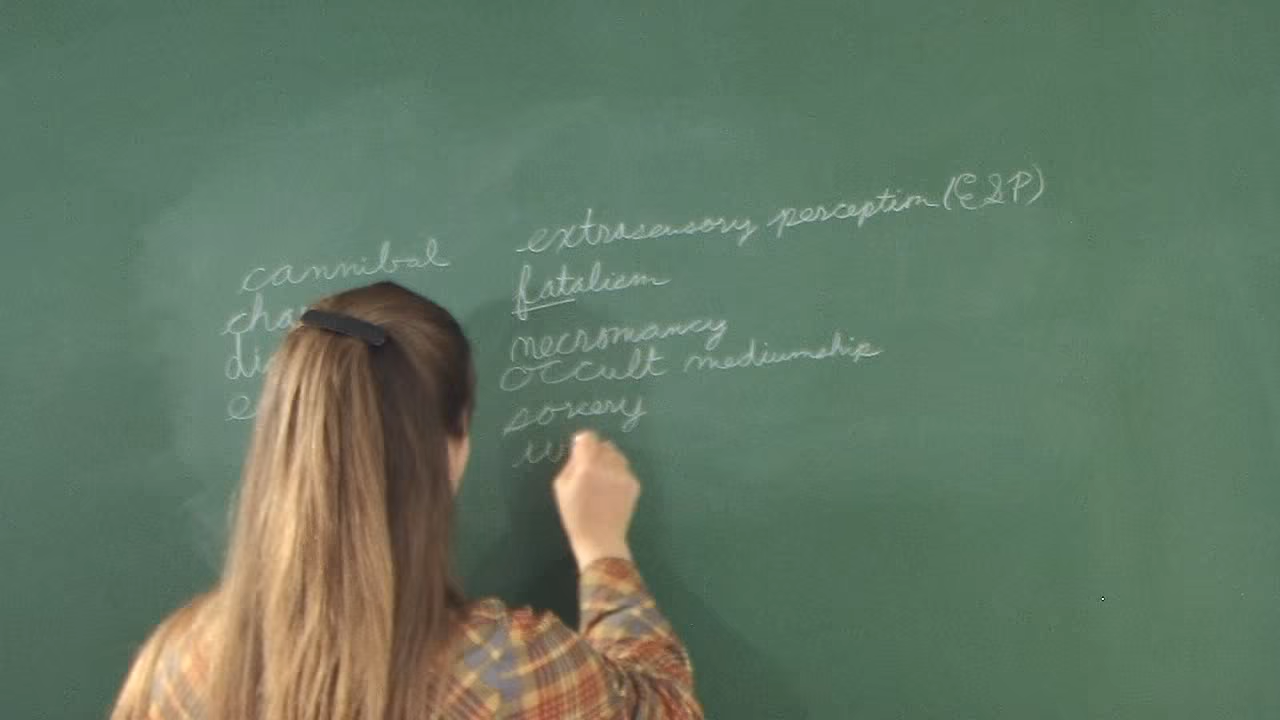 cannibal
extrasensory perception (ESP)
fatalism
necromancy
occult mediumship
sorcery